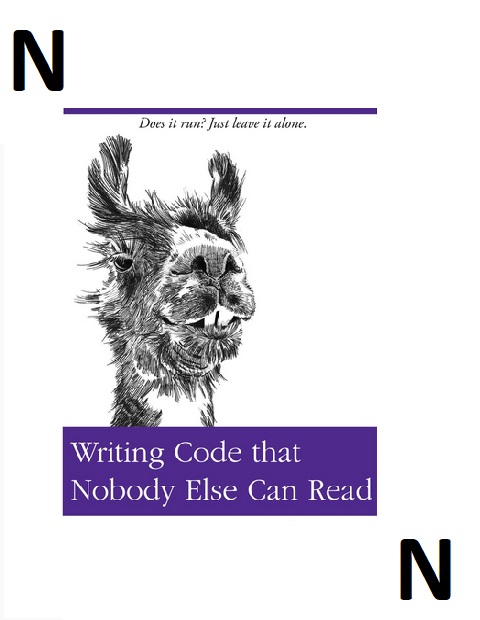 N
Does it run? Just leave it alone.
Writing Code that
Nobody Else Can Read
N